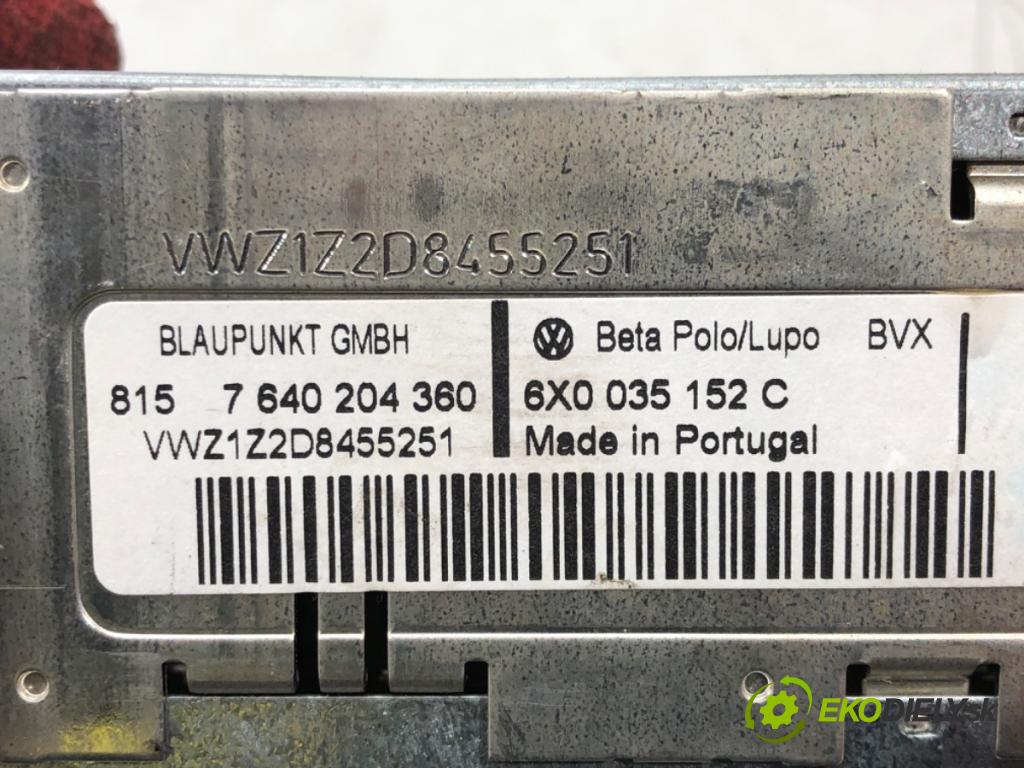 VWZ1Z2D8455251
BLAUPUNKT GMBH
815 7 640 204 360
VWZ1Z2D8455251
VW Beta Polo/Lupo BVX
6X0 035 152 C
Made in Portugal
EKODIELY.SK